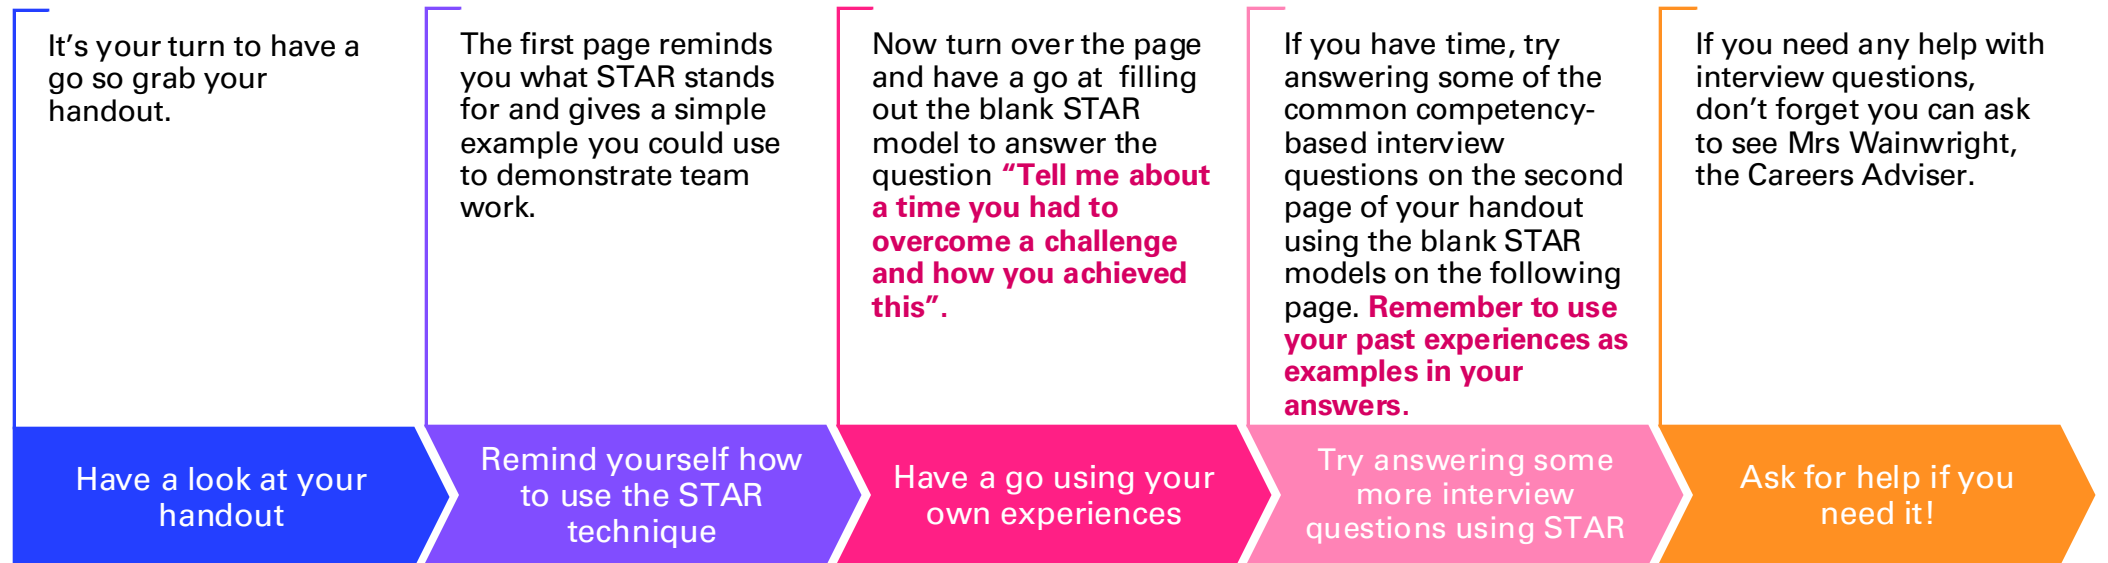 It's your turn to have a
go so grab your
handout.
Have a look at your
handout
The first page reminds
you what STAR stands
for and gives a simple
example you could use
to demonstrate team
work.
Remind yourself how
to use the STAR
technique
Now turn over the page
and have a go at  filling
out the blank STAR
model to answer the
question “Tell me about
a time you had to
overcome a challenge
and how you achieved
this”.
Have a go using your
own experiences
If you have time, try
answering some of the
common competency-
based interview
questions on the second
page of your handout
using the blank STAR
models on the following
page. Remember to use
your past experiences as
examples in your
answers.
Try answering some
more interview
questions using STAR
If you need any help with
interview questions,
don't forget you can ask
to see Mrs Wainwright,
the Careers Adviser.
Ask for help if you
need it!